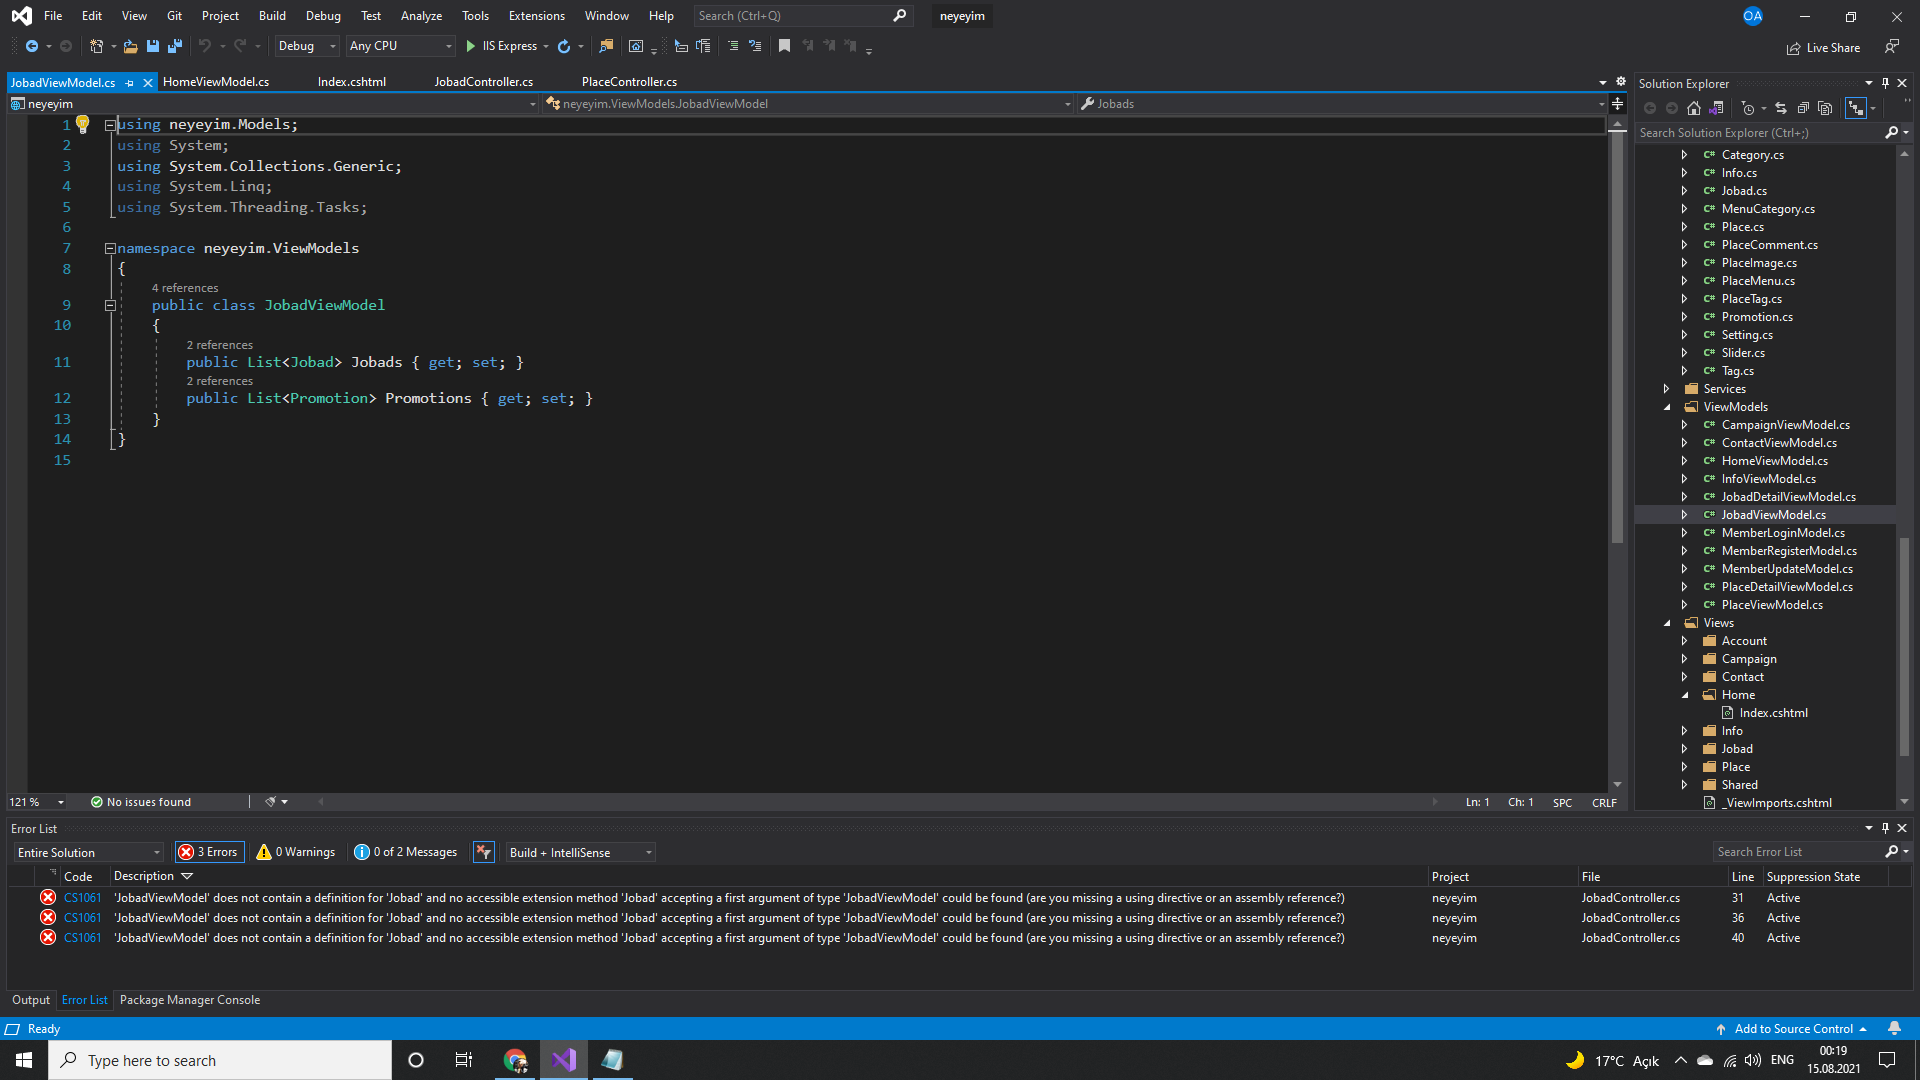 File Edit View Git Project Build Debug Test Analyze Tools Extensions Window Help Search (Ctrl+Q) neyeyim OA
Debug Any CPU IIS Express Live Share
JobadViewModel.cs HomeViewModel.cs Index.cshtml JobadController.cs PlaceController.cs
neyeyim neyeyim.ViewModels.JobadViewModel Jobads
1 using neyeyim.Models;
2 using System;
3 using System.Collections.Generic;
4 using System.Linq;
5 using System.Threading.Tasks;
6
7 namespace neyeyim.ViewModels
8 {
4 references
9 public class JobadViewModel
10 {
2 references
11 public List<Jobad> Jobads { get; set; }
2 references
12 public List<Promotion> Promotions { get; set; }
13 }
14 }
15
121 % No issues found Ln: 1 Ch: 1 SPC CRLF
Solution Explorer
Search Solution Explorer (Ctrl+;)
C# Category.cs
C# Info.cs
C# Jobad.cs
C# MenuCategory.cs
C# Place.cs
C# PlaceComment.cs
C# PlaceImage.cs
C# PlaceMenu.cs
C# PlaceTag.cs
C# Promotion.cs
C# Setting.cs
C# Slider.cs
C# Tag.cs
Services
ViewModels
C# CampaignViewModel.cs
C# ContactViewModel.cs
C# HomeViewModel.cs
C# InfoViewModel.cs
C# JobadDetailViewModel.cs
C# JobadViewModel.cs
C# MemberLoginModel.cs
C# MemberRegisterModel.cs
C# MemberUpdateModel.cs
C# PlaceDetailViewModel.cs
C# PlaceViewModel.cs
Views
Account
Campaign
Contact
Home
Index.cshtml
Info
Jobad
Place
Shared
_ViewImports.cshtml
Error List
Entire Solution 3 Errors 0 Warnings 0 of 2 Messages Build + IntelliSense Search Error List
Code Description Project File Line Suppression State
CS1061 'JobadViewModel' does not contain a definition for 'Jobad' and no accessible extension method 'Jobad' accepting a first argument of type 'JobadViewModel' could be found (are you missing a using directive or an assembly reference?) neyeyim JobadController.cs 31 Active
CS1061 'JobadViewModel' does not contain a definition for 'Jobad' and no accessible extension method 'Jobad' accepting a first argument of type 'JobadViewModel' could be found (are you missing a using directive or an assembly reference?) neyeyim JobadController.cs 36 Active
CS1061 'JobadViewModel' does not contain a definition for 'Jobad' and no accessible extension method 'Jobad' accepting a first argument of type 'JobadViewModel' could be found (are you missing a using directive or an assembly reference?) neyeyim JobadController.cs 40 Active
Output Error List Package Manager Console
Ready Add to Source Control
Type here to search 17°C Açık ENG 00:19
15.08.2021